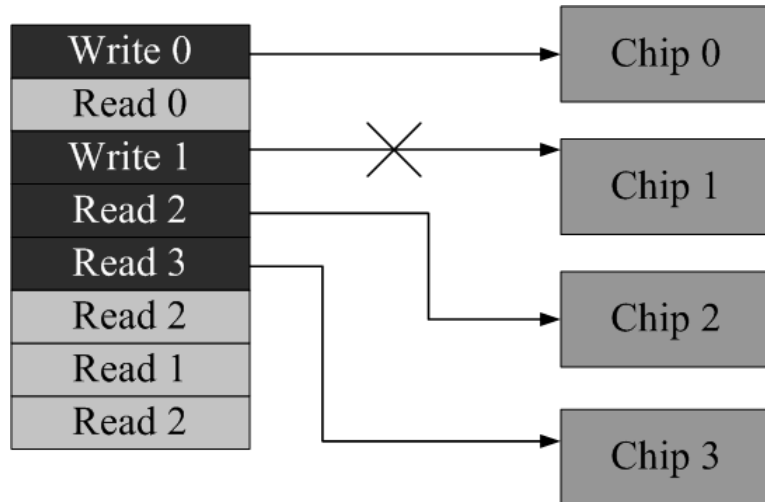 Write 0
Read 0
Write 1
Read 2
Read 3
Read 2
Read 1
Read 2
Chip 0
Chip 1
Chip 2
Chip 3